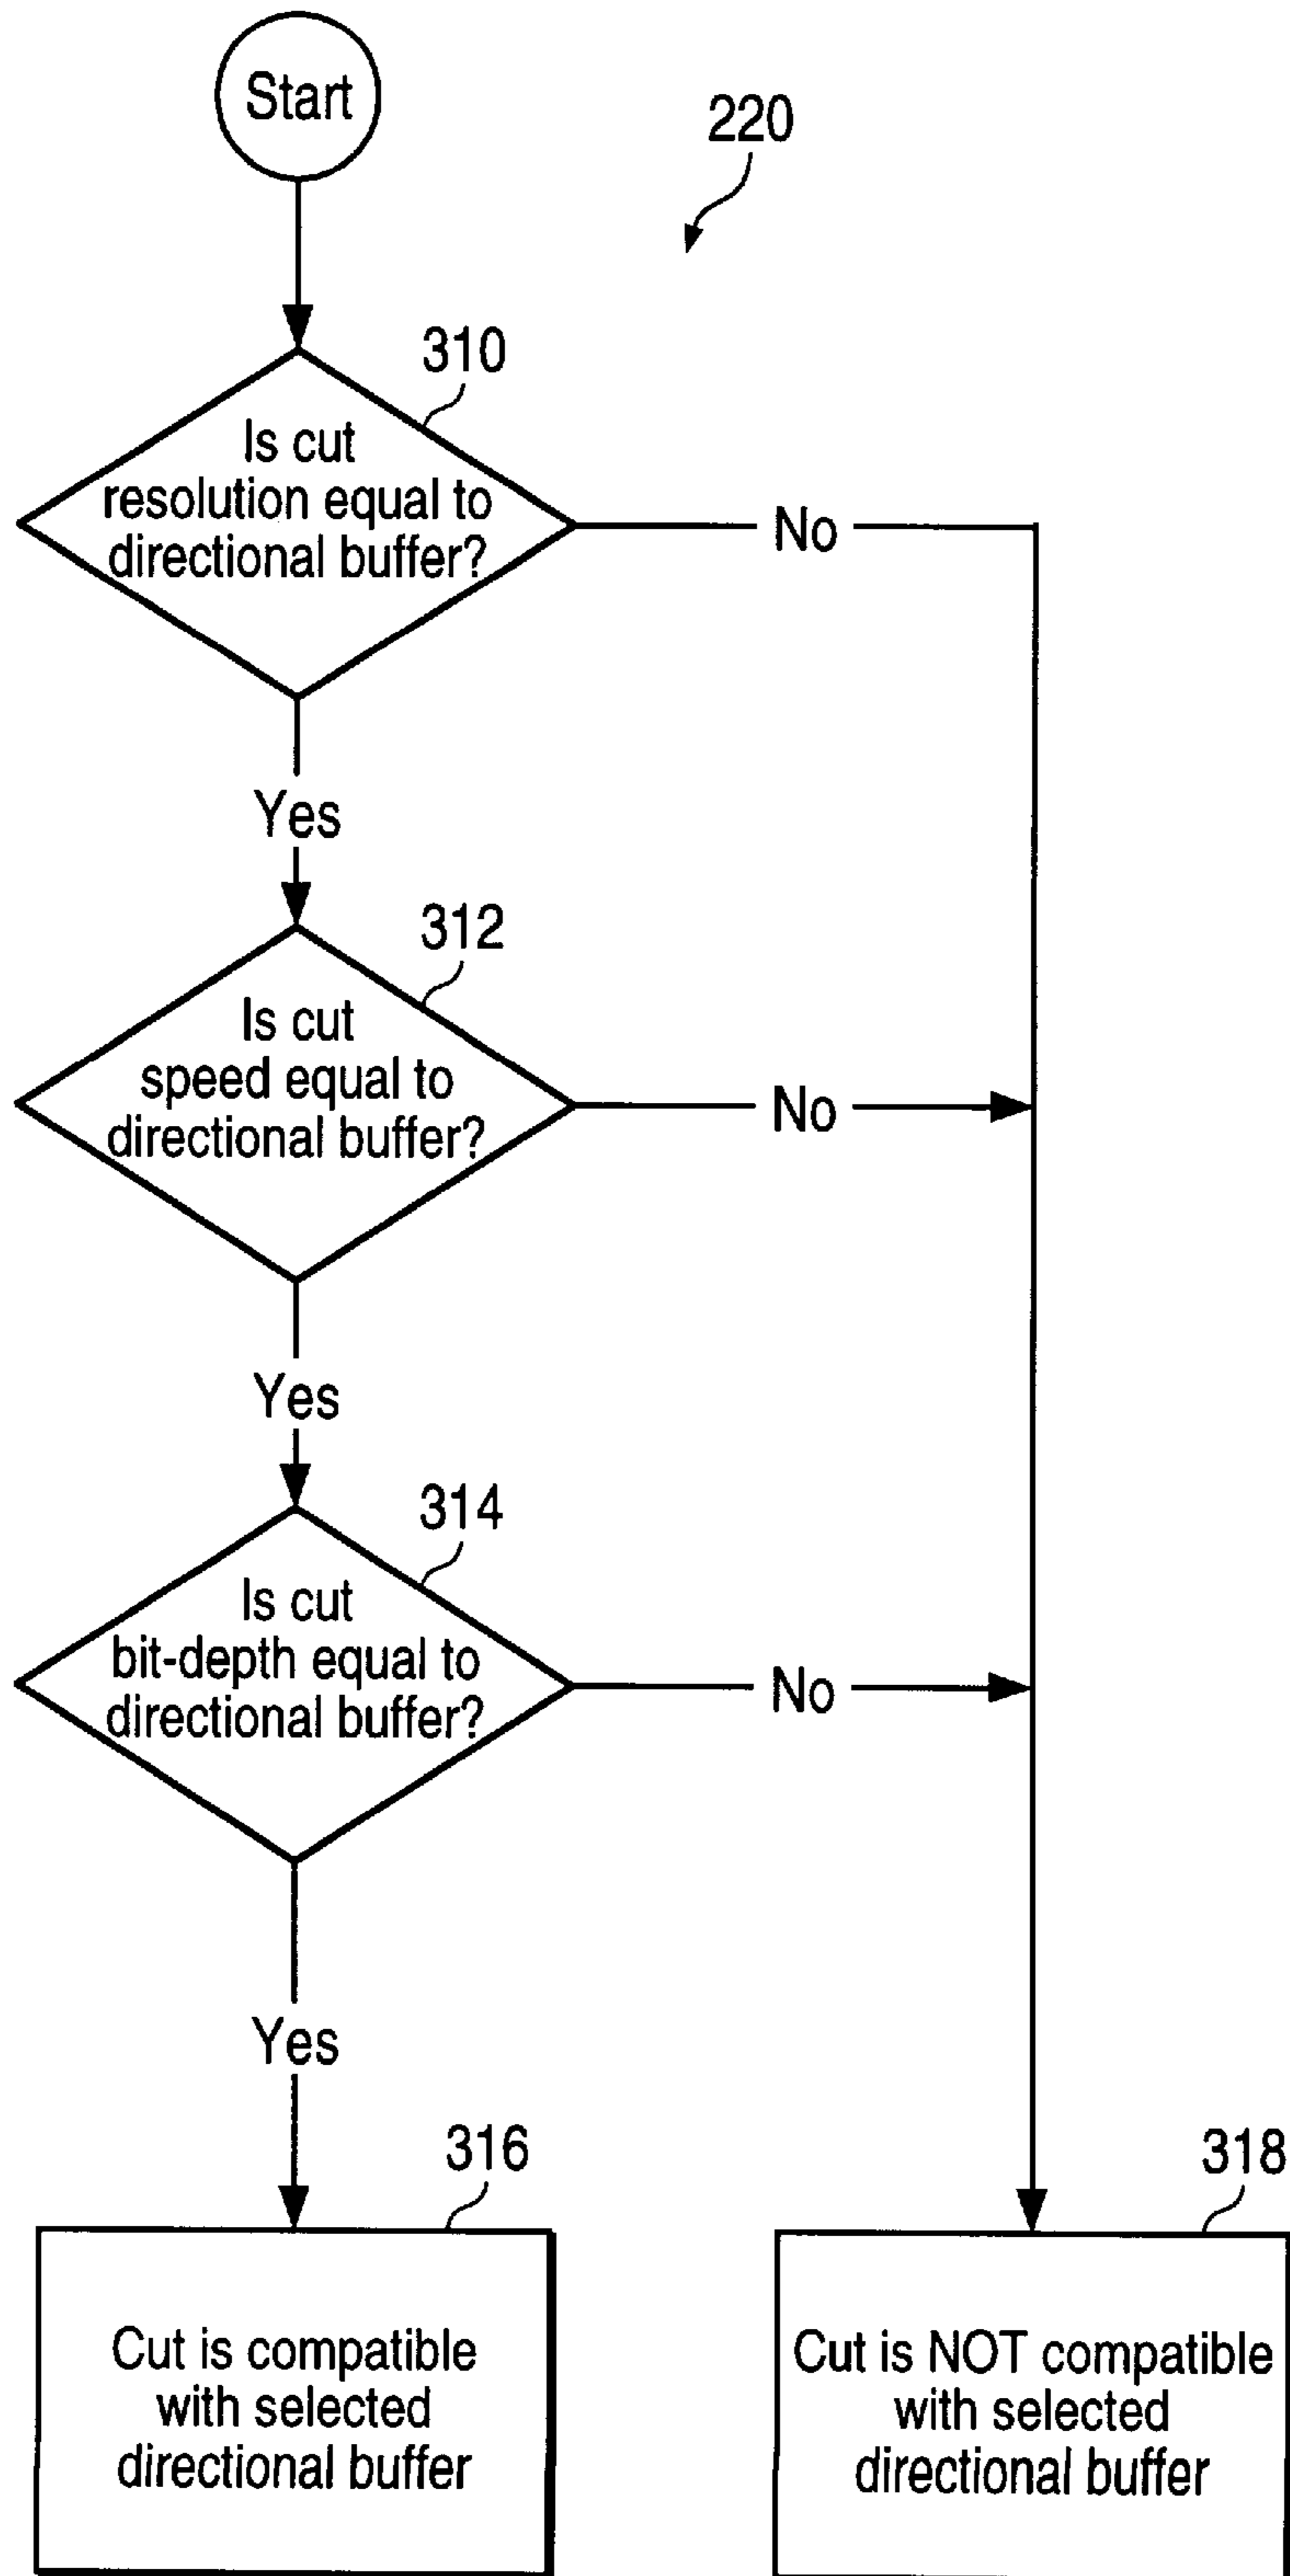 Start
220
310
Is cut
resolution equal to
directional buffer?
No
Yes
312
Is cut
speed equal to
directional buffer?
No
Yes
314
Is cut
bit-depth equal to
directional buffer?
No
Yes
316
Cut is compatible
with selected
directional buffer
318
Cut is NOT compatible
with selected
directional buffer